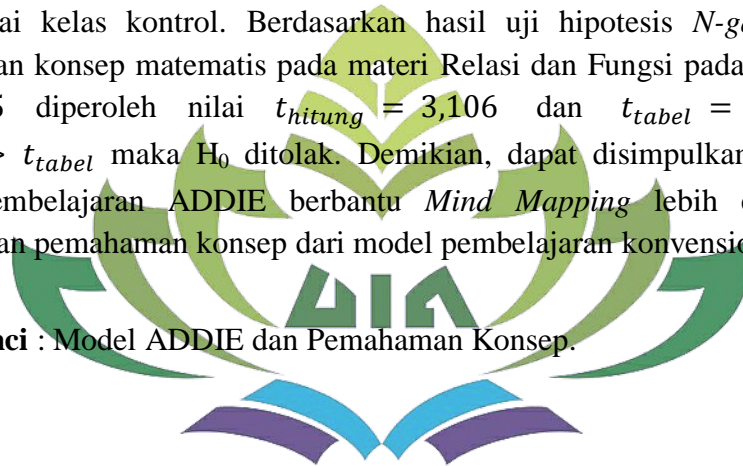 ai kelas kontrol. Berdasarkan hasil uji hipotesis N-ga
an konsep matematis pada materi Relasi dan Fungsi pada
5 diperoleh nilai t_hitung = 3,106 dan t_tabel =
> t_tabel maka H₀ ditolak. Demikian, dapat disimpulkan
embelajaran ADDIE berbantu Mind Mapping lebih e
an pemahaman konsep dari model pembelajaran konvensio
UIN
nci : Model ADDIE dan Pemahaman Konsep.